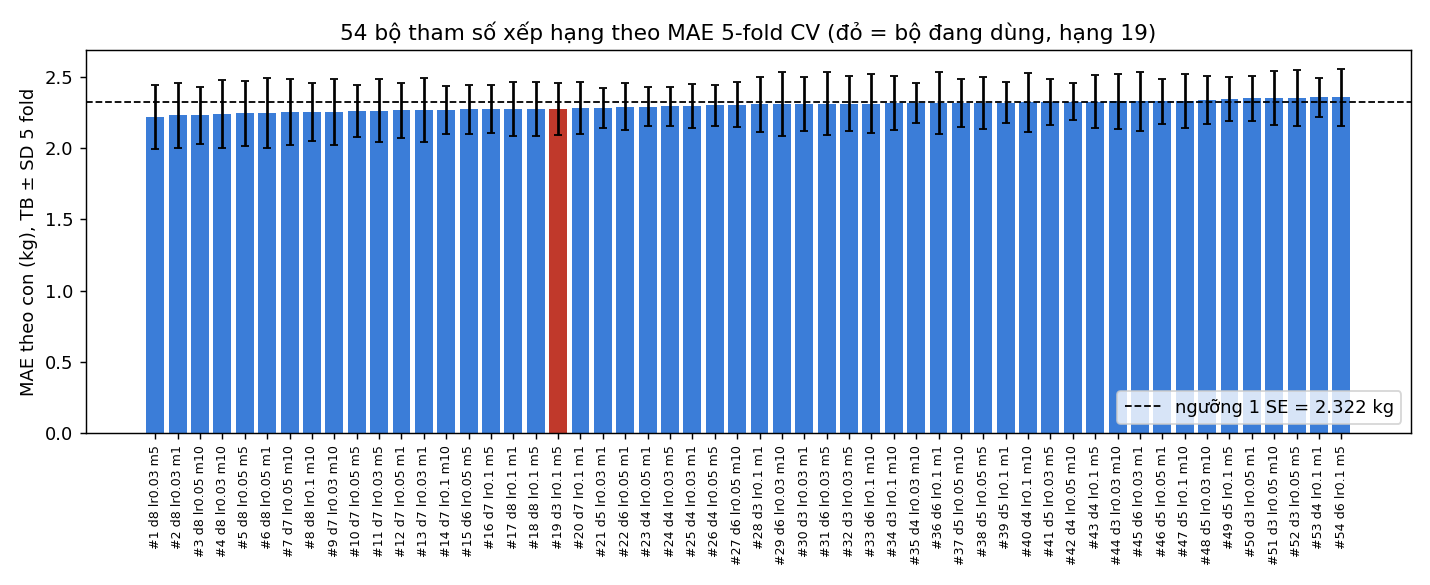 54 bộ tham số xếp hạng theo MAE 5-fold CV (đỏ = bộ đang dùng, hạng 19)
MAE theo con (kg), TB ± SD 5 fold
2.5
2.0
1.5
1.0
0.5
0.0
ngưỡng 1 SE = 2.322 kg
#1 d8 lr0.03 m5
#2 d8 lr0.03 m1
#3 d8 lr0.05 m10
#4 d8 lr0.03 m10
#5 d8 lr0.05 m5
#6 d8 lr0.05 m1
#7 d7 lr0.05 m10
#8 d8 lr0.1 m10
#9 d7 lr0.03 m10
#10 d7 lr0.05 m5
#11 d7 lr0.03 m5
#12 d7 lr0.05 m1
#13 d7 lr0.03 m1
#14 d7 lr0.1 m10
#15 d6 lr0.05 m5
#16 d7 lr0.1 m5
#17 d8 lr0.1 m1
#18 d8 lr0.1 m5
#19 d3 lr0.1 m5
#20 d7 lr0.1 m1
#21 d5 lr0.03 m1
#22 d6 lr0.05 m1
#23 d4 lr0.05 m1
#24 d4 lr0.03 m5
#25 d4 lr0.03 m1
#26 d4 lr0.05 m5
#27 d6 lr0.05 m10
#28 d3 lr0.1 m1
#29 d6 lr0.03 m10
#30 d3 lr0.03 m1
#31 d6 lr0.03 m5
#32 d3 lr0.03 m5
#33 d6 lr0.1 m10
#34 d3 lr0.1 m10
#35 d4 lr0.03 m10
#36 d6 lr0.1 m1
#37 d5 lr0.05 m10
#38 d5 lr0.05 m5
#39 d5 lr0.05 m1
#40 d4 lr0.1 m10
#41 d5 lr0.03 m5
#42 d4 lr0.05 m10
#43 d4 lr0.1 m5
#44 d3 lr0.03 m10
#45 d6 lr0.03 m1
#46 d5 lr0.1 m1
#47 d5 lr0.1 m10
#48 d5 lr0.03 m10
#49 d5 lr0.1 m5
#50 d3 lr0.05 m1
#51 d3 lr0.05 m10
#52 d3 lr0.05 m5
#53 d4 lr0.1 m1
#54 d6 lr0.1 m5